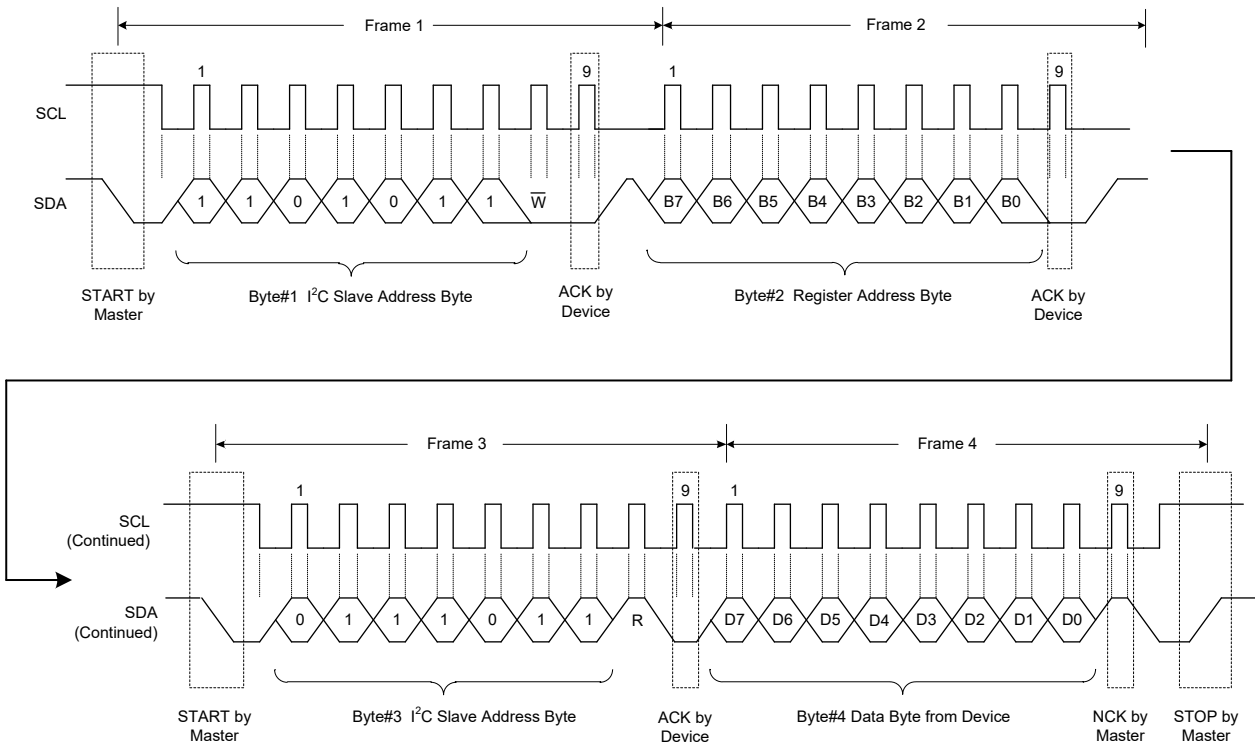 Frame 1
Frame 2
1
9
1
9
SCL
SDA
1
1
0
1
0
1
1
W̅
B7
B6
B5
B4
B3
B2
B1
B0
START by
Master
Byte#1 I²C Slave Address Byte
ACK by
Device
Byte#2 Register Address Byte
ACK by
Device
Frame 3
Frame 4
1
9
1
9
SCL
(Continued)
SDA
(Continued)
0
1
1
1
0
1
1
R
D7
D6
D5
D4
D3
D2
D1
D0
START by
Master
Byte#3 I²C Slave Address Byte
ACK by
Device
Byte#4 Data Byte from Device
NCK by
Master
STOP by
Master